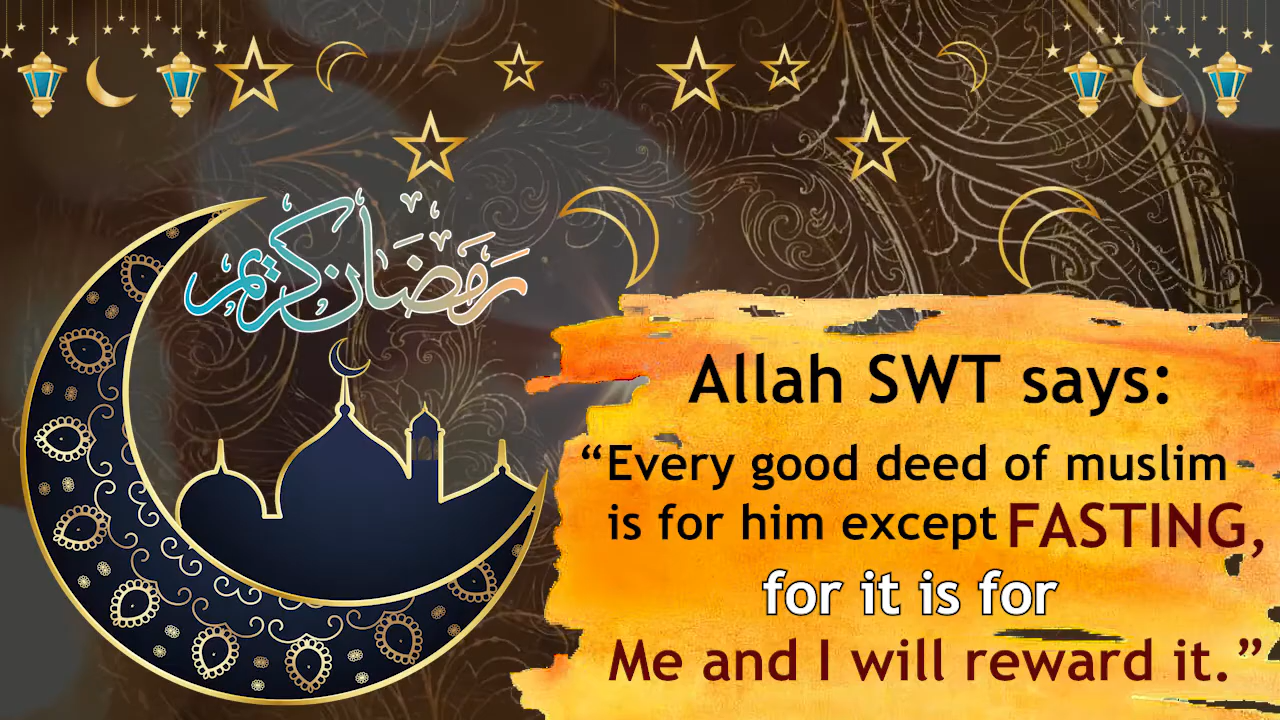 رمضان كريم
Allah SWT says:
“Every good deed of muslim
is for him except FASTING,
for it is for
Me and I will reward it.”